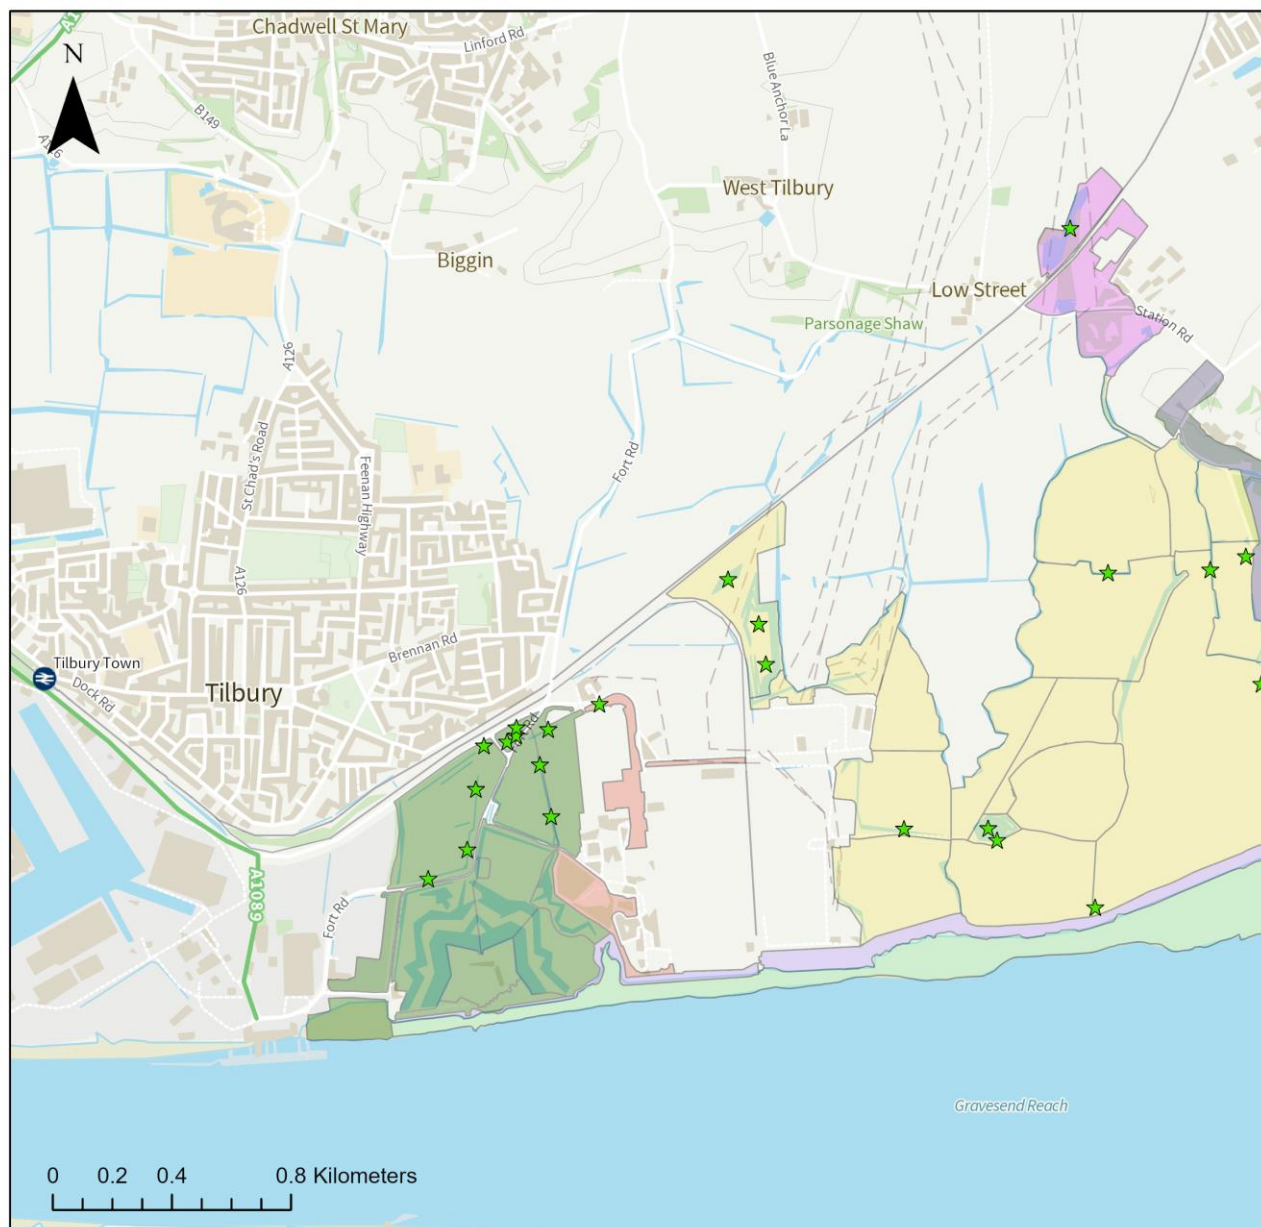 A1
Chadwell St Mary
Linford Rd
N
B149
Blue Anchor La
West Tilbury
Biggin
Low Street
Station Rd
Parsonage Shaw
A126
St Chad's Road
Feenan Highway
Fort Rd
A126
Brennan Rd
Tilbury Town
Dock Rd
Tilbury
Rd
A1089
Fort Rd
Gravesend Reach
0 0.2 0.4 0.8 Kilometers